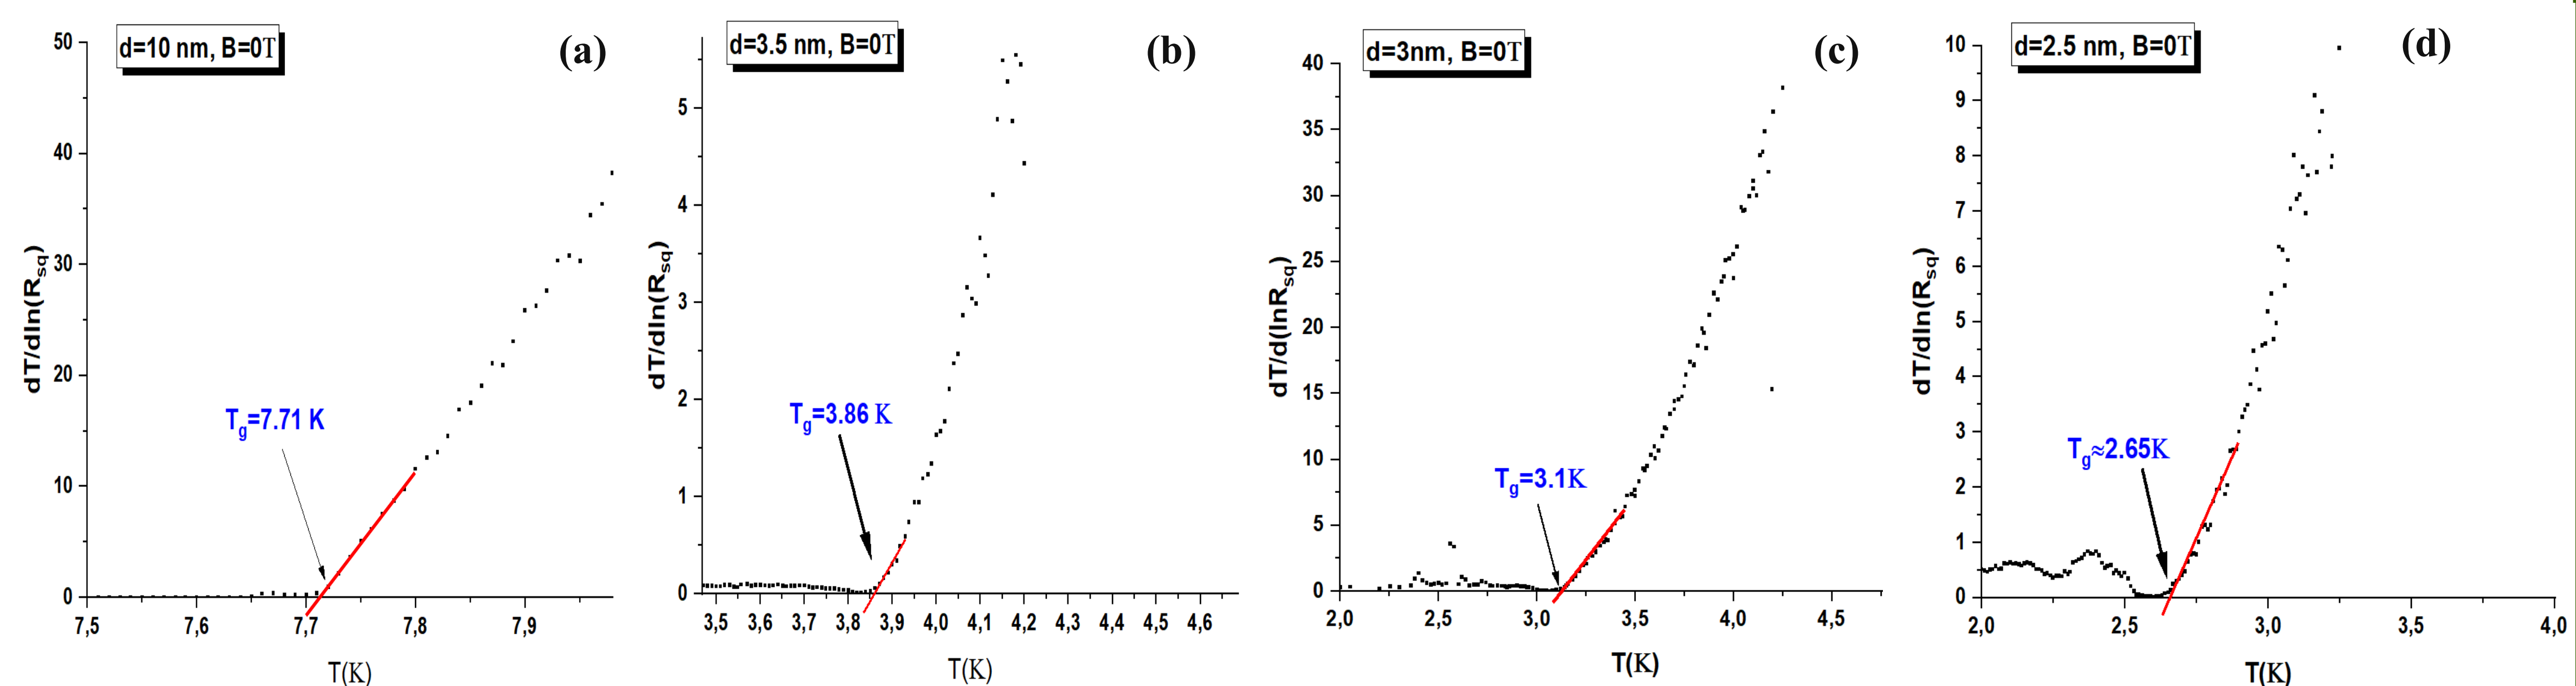 d=10 nm, B=0T
(a)
50
40
30
20
10
0
dT/dln(Rsq)
Tg=7.71 K
7,5 7,6 7,7 7,8 7,9
T(K)
d=3.5 nm, B=0T
(b)
5
4
3
2
1
0
dT/dln(Rsq)
Tg=3.86 K
3,5 3,6 3,7 3,8 3,9 4,0 4,1 4,2 4,3 4,4 4,5 4,6
T(K)
d=3nm, B=0T
(c)
40
35
30
25
20
15
10
5
0
dT/d(lnRsq)
Tg=3.1K
2,0 2,5 3,0 3,5 4,0 4,5
T(K)
d=2.5 nm, B=0T
(d)
10
9
8
7
6
5
4
3
2
1
0
dT/dln(Rsq)
Tg≈2.65K
2,0 2,5 3,0 3,5 4,0
T(K)